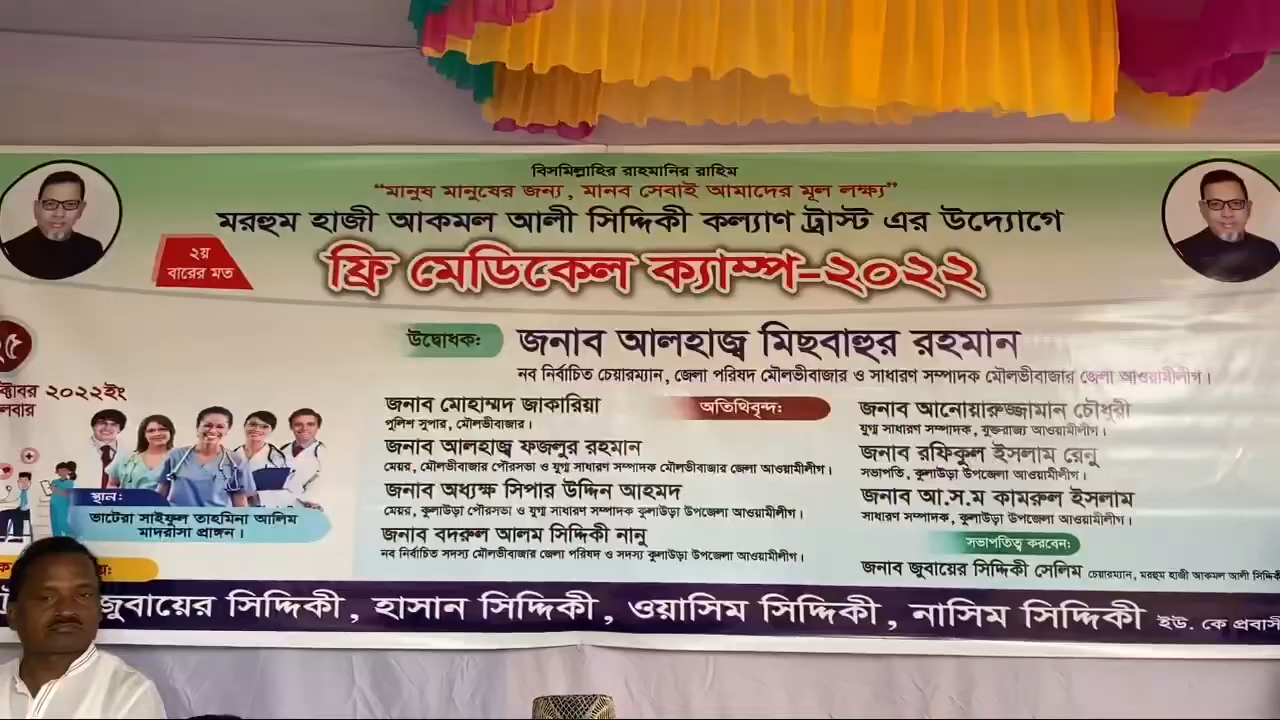 বিসমিল্লাহির রাহমানির রাহিম
“মানুষ মানুষের জন্য, মানব সেবাই আমাদের মূল লক্ষ্য”
মরহুম হাজী আকমল আলী সিদ্দিকী কল্যাণ ট্রাস্ট এর উদ্যোগে
২য়
বারের মত
ফ্রি মেডিকেল ক্যাম্প-২০২২
উদ্বোধক:
জনাব আলহাজ্ব মিছবাহুর রহমান
নব নির্বাচিত চেয়ারম্যান, জেলা পরিষদ মৌলভীবাজার ও সাধারণ সম্পাদক মৌলভীবাজার জেলা আওয়ামীলীগ।
২০২২ইং
স্থান:
ভাটেরা সাইফুল তাহমিনা আলিম
মাদরাসা প্রাঙ্গন।
অতিথিবৃন্দ:
জনাব মোহাম্মদ জাকারিয়া
পুলিশ সুপার, মৌলভীবাজার।
জনাব আলহাজ্ব ফজলুর রহমান
মেয়র, মৌলভীবাজার পৌরসভা ও যুগ্ম সাধারণ সম্পাদক মৌলভীবাজার জেলা আওয়ামীলীগ।
জনাব অধ্যক্ষ সিপার উদ্দিন আহমদ
মেয়র, কুলাউড়া পৌরসভা ও যুগ্ম সাধারণ সম্পাদক কুলাউড়া উপজেলা আওয়ামীলীগ।
জনাব বদরুল আলম সিদ্দিকী নানু
নব নির্বাচিত সদস্য মৌলভীবাজার জেলা পরিষদ ও সদস্য কুলাউড়া উপজেলা আওয়ামীলীগ।
জনাব আনোয়ারুজ্জামান চৌধুরী
যুগ্ম সাধারণ সম্পাদক, যুক্তরাজ্য আওয়ামীলীগ।
জনাব রফিকুল ইসলাম রেনু
সভাপতি, কুলাউড়া উপজেলা আওয়ামীলীগ।
জনাব আ.স.ম কামরুল ইসলাম
সাধারণ সম্পাদক, কুলাউড়া উপজেলা আওয়ামীলীগ।
সভাপতিত্ব করবেন:
জনাব জুবায়ের সিদ্দিকী সেলিম চেয়ারম্যান, মরহুম হাজী আকমল আলী সিদ্দিকী
জুবায়ের সিদ্দিকী, হাসান সিদ্দিকী, ওয়াসিম সিদ্দিকী, নাসিম সিদ্দিকী ইউ. কে প্রবাসী